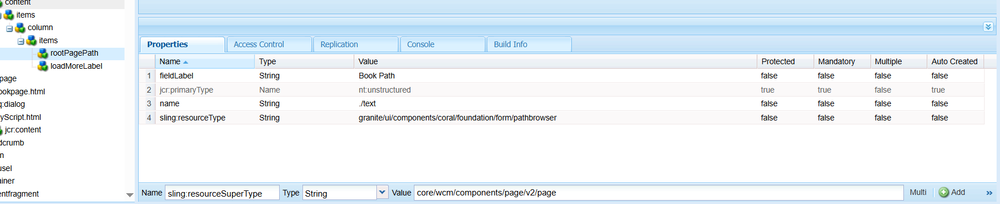 content
items
column
items
rootPagePath
loadMoreLabel
page
ookpage.html
q:dialog
yScript.html
jcr:content
dcrumb
n
usel
ainer
entfragment
Properties Access Control Replication Console Build Info
Name Type Value Protected Mandatory Multiple Auto Created
1 fieldLabel String Book Path false false false false
2 jcr:primaryType Name nt:unstructured true true false true
3 name String ./text false false false false
4 sling:resourceType String granite/ui/components/coral/foundation/form/pathbrowser false false false false
Name sling:resourceSuperType Type String Value core/wcm/components/page/v2/page Multi Add »